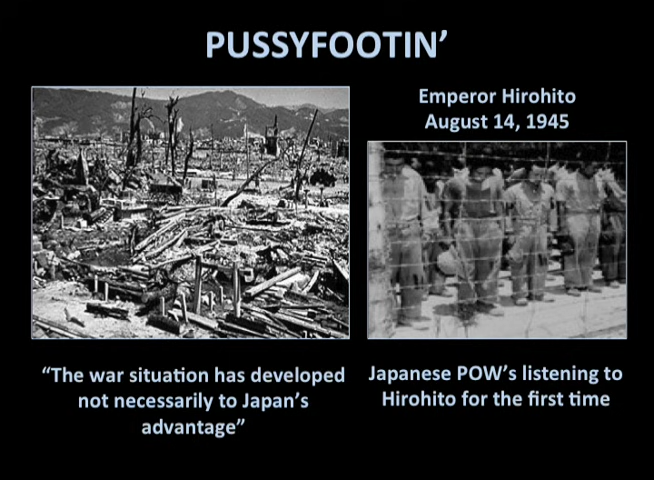 PUSSYFOOTIN’
Emperor Hirohito
August 14, 1945
“The war situation has developed
not necessarily to Japan’s
advantage”
Japanese POW’s listening to
Hirohito for the first time